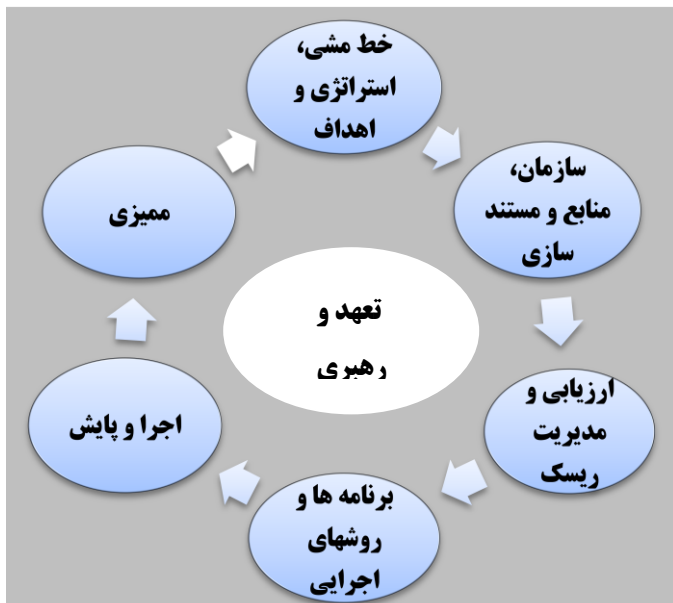 خط مشی،
استراتژی و
اهداف
سازمان،
منابع و مستند
سازی
ارزیابی و
مدیریت
ریسک
برنامه ها و
روشهای
اجرایی
اجرا و پایش
ممیزی
تعهد و
رهبری